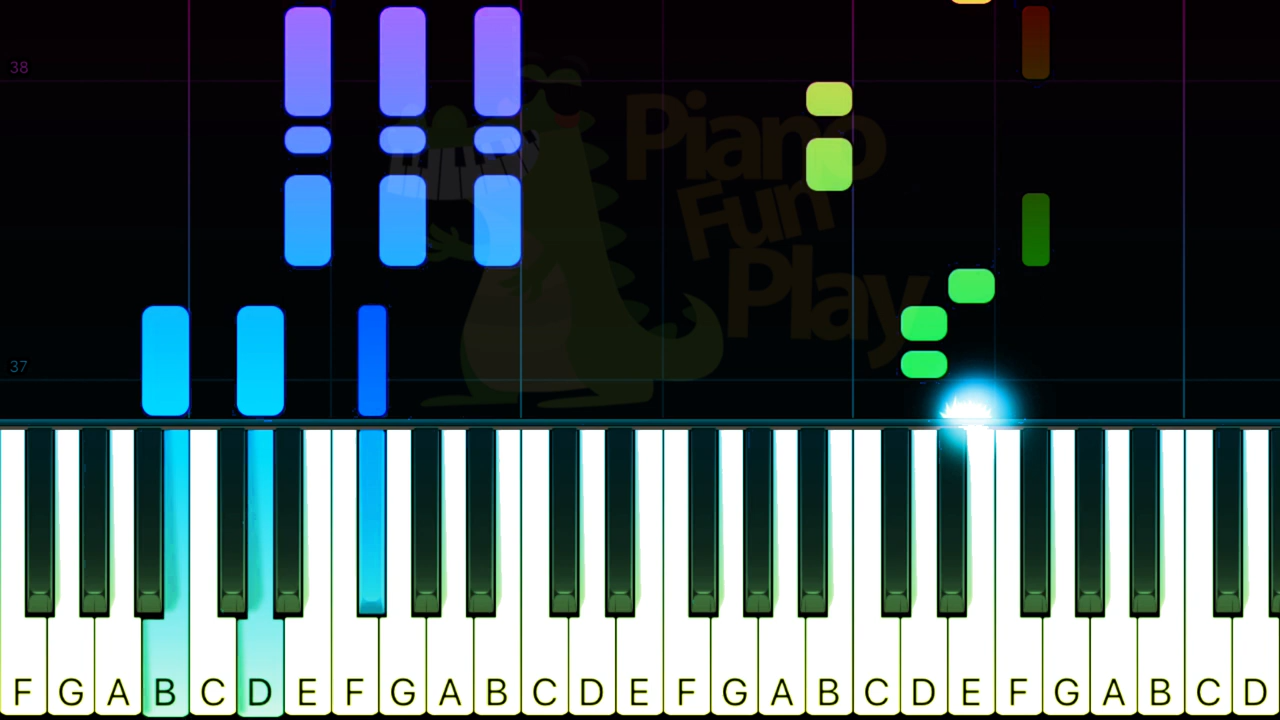 38
Piano
Fun
Play
37
F G A B C D E F G A B C D E F G A B C D E F G A B C D